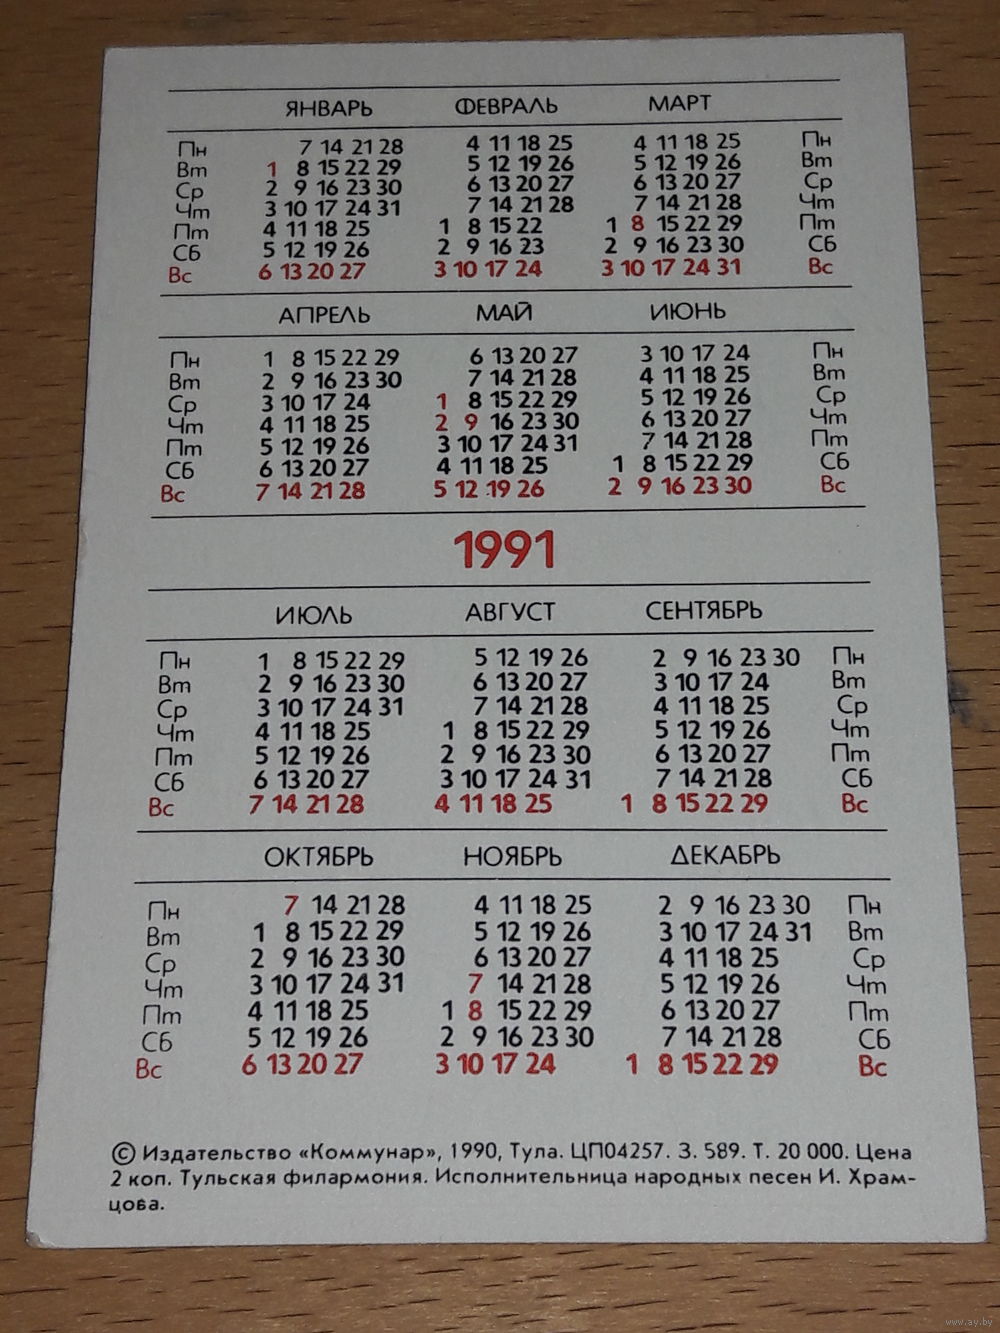 ЯНВАРЬ ФЕВРАЛЬ МАРТ
Пн 7 14 21 28 4 11 18 25 4 11 18 25 Пн
Вт 1 8 15 22 29 5 12 19 26 5 12 19 26 Вт
Ср 2 9 16 23 30 6 13 20 27 6 13 20 27 Ср
Чт 3 10 17 24 31 7 14 21 28 7 14 21 28 Чт
Пт 4 11 18 25 1 8 15 22 1 8 15 22 29 Пт
Сб 5 12 19 26 2 9 16 23 2 9 16 23 30 Сб
Вс 6 13 20 27 3 10 17 24 3 10 17 24 31 Вс
АПРЕЛЬ МАЙ ИЮНЬ
Пн 1 8 15 22 29 6 13 20 27 3 10 17 24 Пн
Вт 2 9 16 23 30 7 14 21 28 4 11 18 25 Вт
Ср 3 10 17 24 1 8 15 22 29 5 12 19 26 Ср
Чт 4 11 18 25 2 9 16 23 30 6 13 20 27 Чт
Пт 5 12 19 26 3 10 17 24 31 7 14 21 28 Пт
Сб 6 13 20 27 4 11 18 25 1 8 15 22 29 Сб
Вс 7 14 21 28 5 12 19 26 2 9 16 23 30 Вс
1991
ИЮЛЬ АВГУСТ СЕНТЯБРЬ
Пн 1 8 15 22 29 5 12 19 26 2 9 16 23 30 Пн
Вт 2 9 16 23 30 6 13 20 27 3 10 17 24 Вт
Ср 3 10 17 24 31 7 14 21 28 4 11 18 25 Ср
Чт 4 11 18 25 1 8 15 22 29 5 12 19 26 Чт
Пт 5 12 19 26 2 9 16 23 30 6 13 20 27 Пт
Сб 6 13 20 27 3 10 17 24 31 7 14 21 28 Сб
Вс 7 14 21 28 4 11 18 25 1 8 15 22 29 Вс
ОКТЯБРЬ НОЯБРЬ ДЕКАБРЬ
Пн 7 14 21 28 4 11 18 25 2 9 16 23 30 Пн
Вт 1 8 15 22 29 5 12 19 26 3 10 17 24 31 Вт
Ср 2 9 16 23 30 6 13 20 27 4 11 18 25 Ср
Чт 3 10 17 24 31 7 14 21 28 5 12 19 26 Чт
Пт 4 11 18 25 1 8 15 22 29 6 13 20 27 Пт
Сб 5 12 19 26 2 9 16 23 30 7 14 21 28 Сб
Вс 6 13 20 27 3 10 17 24 1 8 15 22 29 Вс
© Издательство «Коммунар», 1990, Тула. ЦП04257. З. 589. Т. 20 000. Цена
2 коп. Тульская филармония. Исполнительница народных песен И. Храм-
цова.
www.ay.by